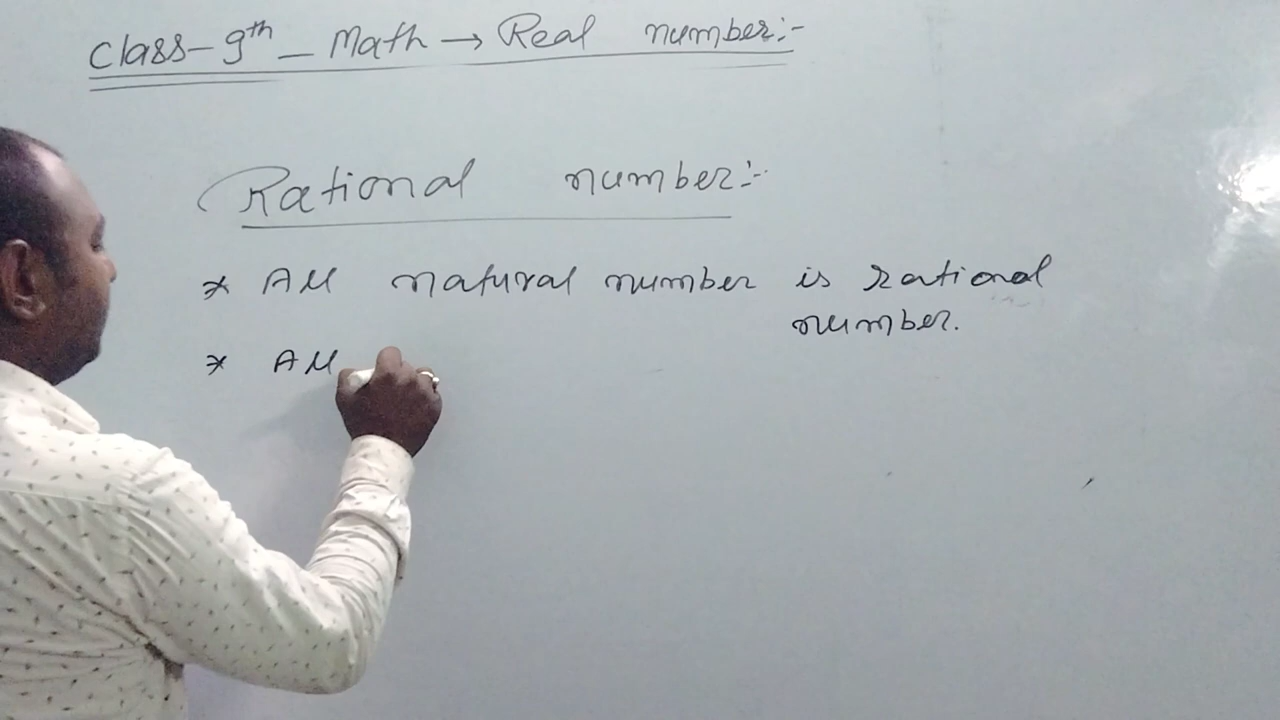 Class-9th - Math → Real number:-
Rational number:-
* All natural number is rational
number.
* All